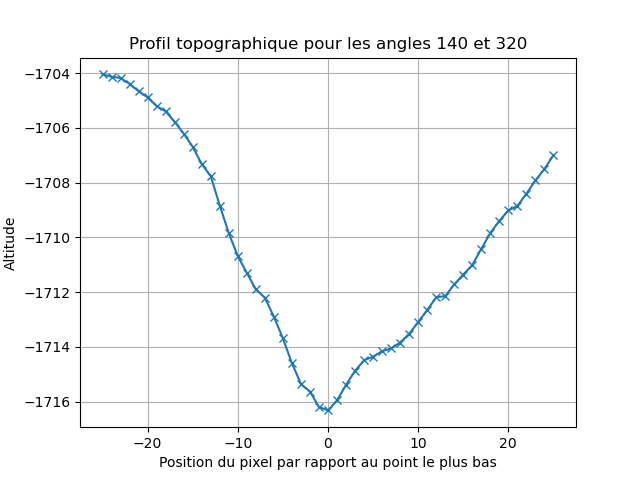 Profil topographique pour les angles 140 et 320
−1704
−1706
−1708
−1710
−1712
−1714
−1716
Altitude
−20 −10 0 10 20
Position du pixel par rapport au point le plus bas